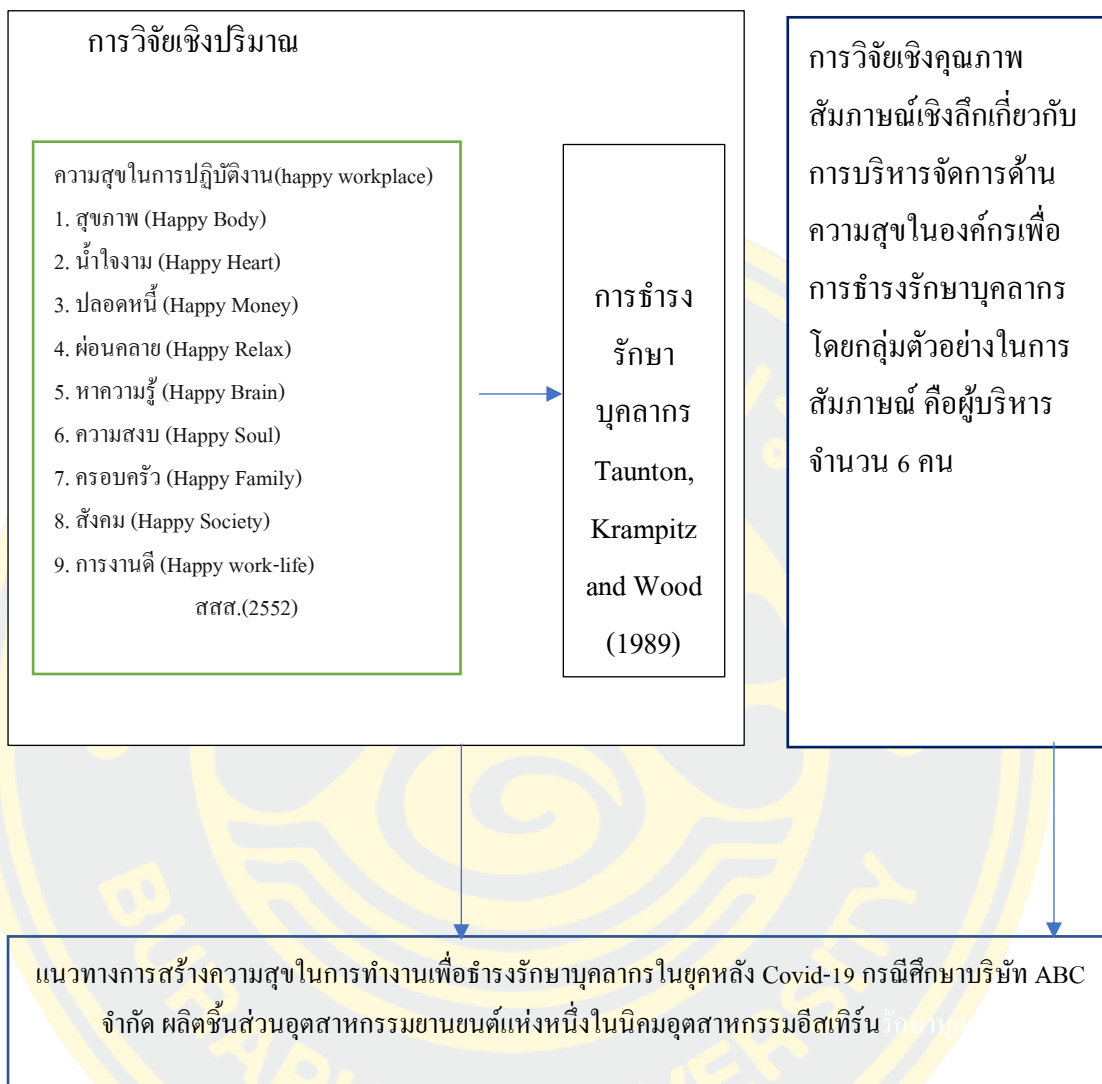 การวิจัยเชิงปริมาณ
ความสุขในการปฏิบัติงาน(happy workplace)
1. สุขภาพ (Happy Body)
2. น้ำใจงาม (Happy Heart)
3. ปลอดหนี้ (Happy Money)
4. ผ่อนคลาย (Happy Relax)
5. หาความรู้ (Happy Brain)
6. ความสงบ (Happy Soul)
7. ครอบครัว (Happy Family)
8. สังคม (Happy Society)
9. การงานดี (Happy work-life)
สสส.(2552)
การธำรง
รักษา
บุคลากร
Taunton,
Krampitz
and Wood
(1989)
การวิจัยเชิงคุณภาพ
สัมภาษณ์เชิงลึกเกี่ยวกับ
การบริหารจัดการด้าน
ความสุขในองค์กรเพื่อ
การธำรงรักษาบุคลากร
โดยกลุ่มตัวอย่างในการ
สัมภาษณ์ คือผู้บริหาร
จำนวน 6 คน
แนวทางการสร้างความสุขในการทำงานเพื่อธำรงรักษาบุคลากรในยุคหลัง Covid-19 กรณีศึกษาบริษัท ABC
จำกัด ผลิตชิ้นส่วนอุตสาหกรรมยานยนต์แห่งหนึ่งในนิคมอุตสาหกรรมอีสเทิร์น
UNIVERSITY